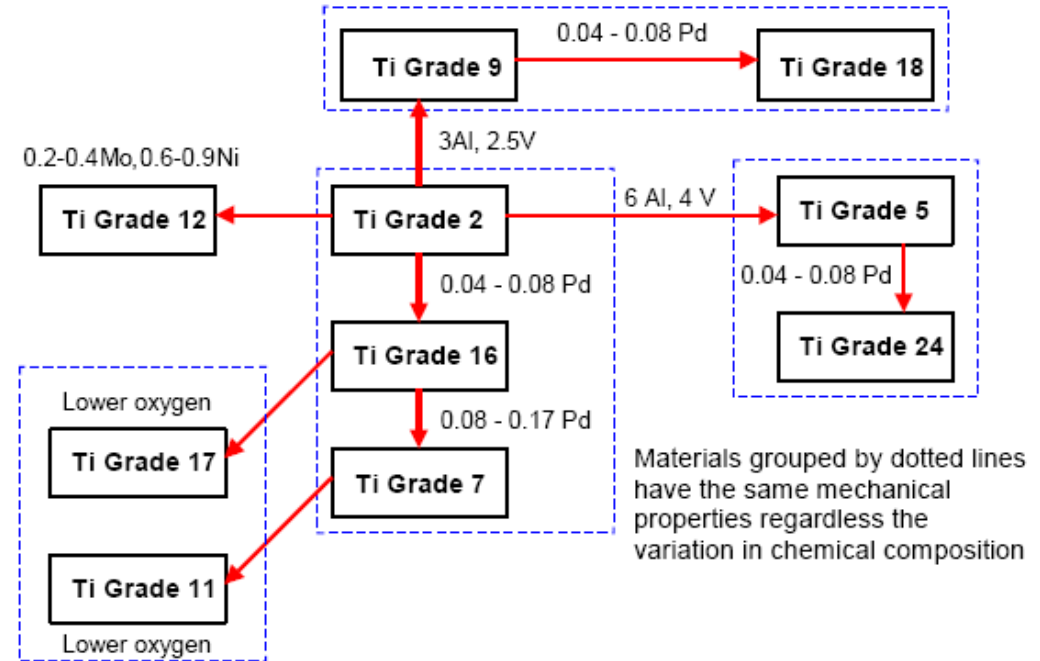 0.04 - 0.08 Pd
Ti Grade 9
Ti Grade 18
3Al, 2.5V
0.2-0.4Mo,0.6-0.9Ni
Ti Grade 12
Ti Grade 2
6 Al, 4 V
Ti Grade 5
0.04 - 0.08 Pd
0.04 - 0.08 Pd
Ti Grade 16
Ti Grade 24
Lower oxygen
0.08 - 0.17 Pd
Ti Grade 17
Ti Grade 7
Materials grouped by dotted lines
have the same mechanical
properties regardless the
variation in chemical composition
Ti Grade 11
Lower oxygen